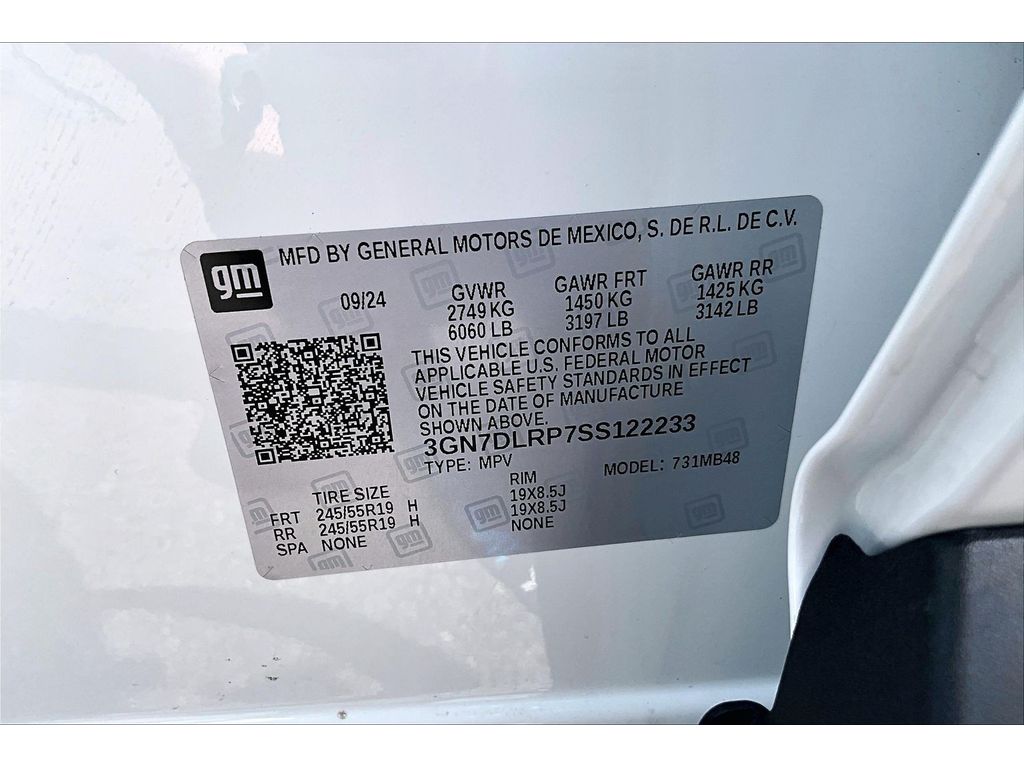 gm
MFD BY GENERAL MOTORS DE MEXICO, S. DE R.L. DE C.V.
09/24
GVWR
2749 KG
6060 LB
GAWR FRT
1450 KG
3197 LB
GAWR RR
1425 KG
3142 LB
THIS VEHICLE CONFORMS TO ALL
APPLICABLE U.S. FEDERAL MOTOR
VEHICLE SAFETY STANDARDS IN EFFECT
ON THE DATE OF MANUFACTURE
SHOWN ABOVE.
3GN7DLRP7SS122233
TYPE: MPV MODEL: 731MB48
TIRE SIZE RIM
FRT 245/55R19 H 19X8.5J
RR 245/55R19 H 19X8.5J
SPA NONE NONE